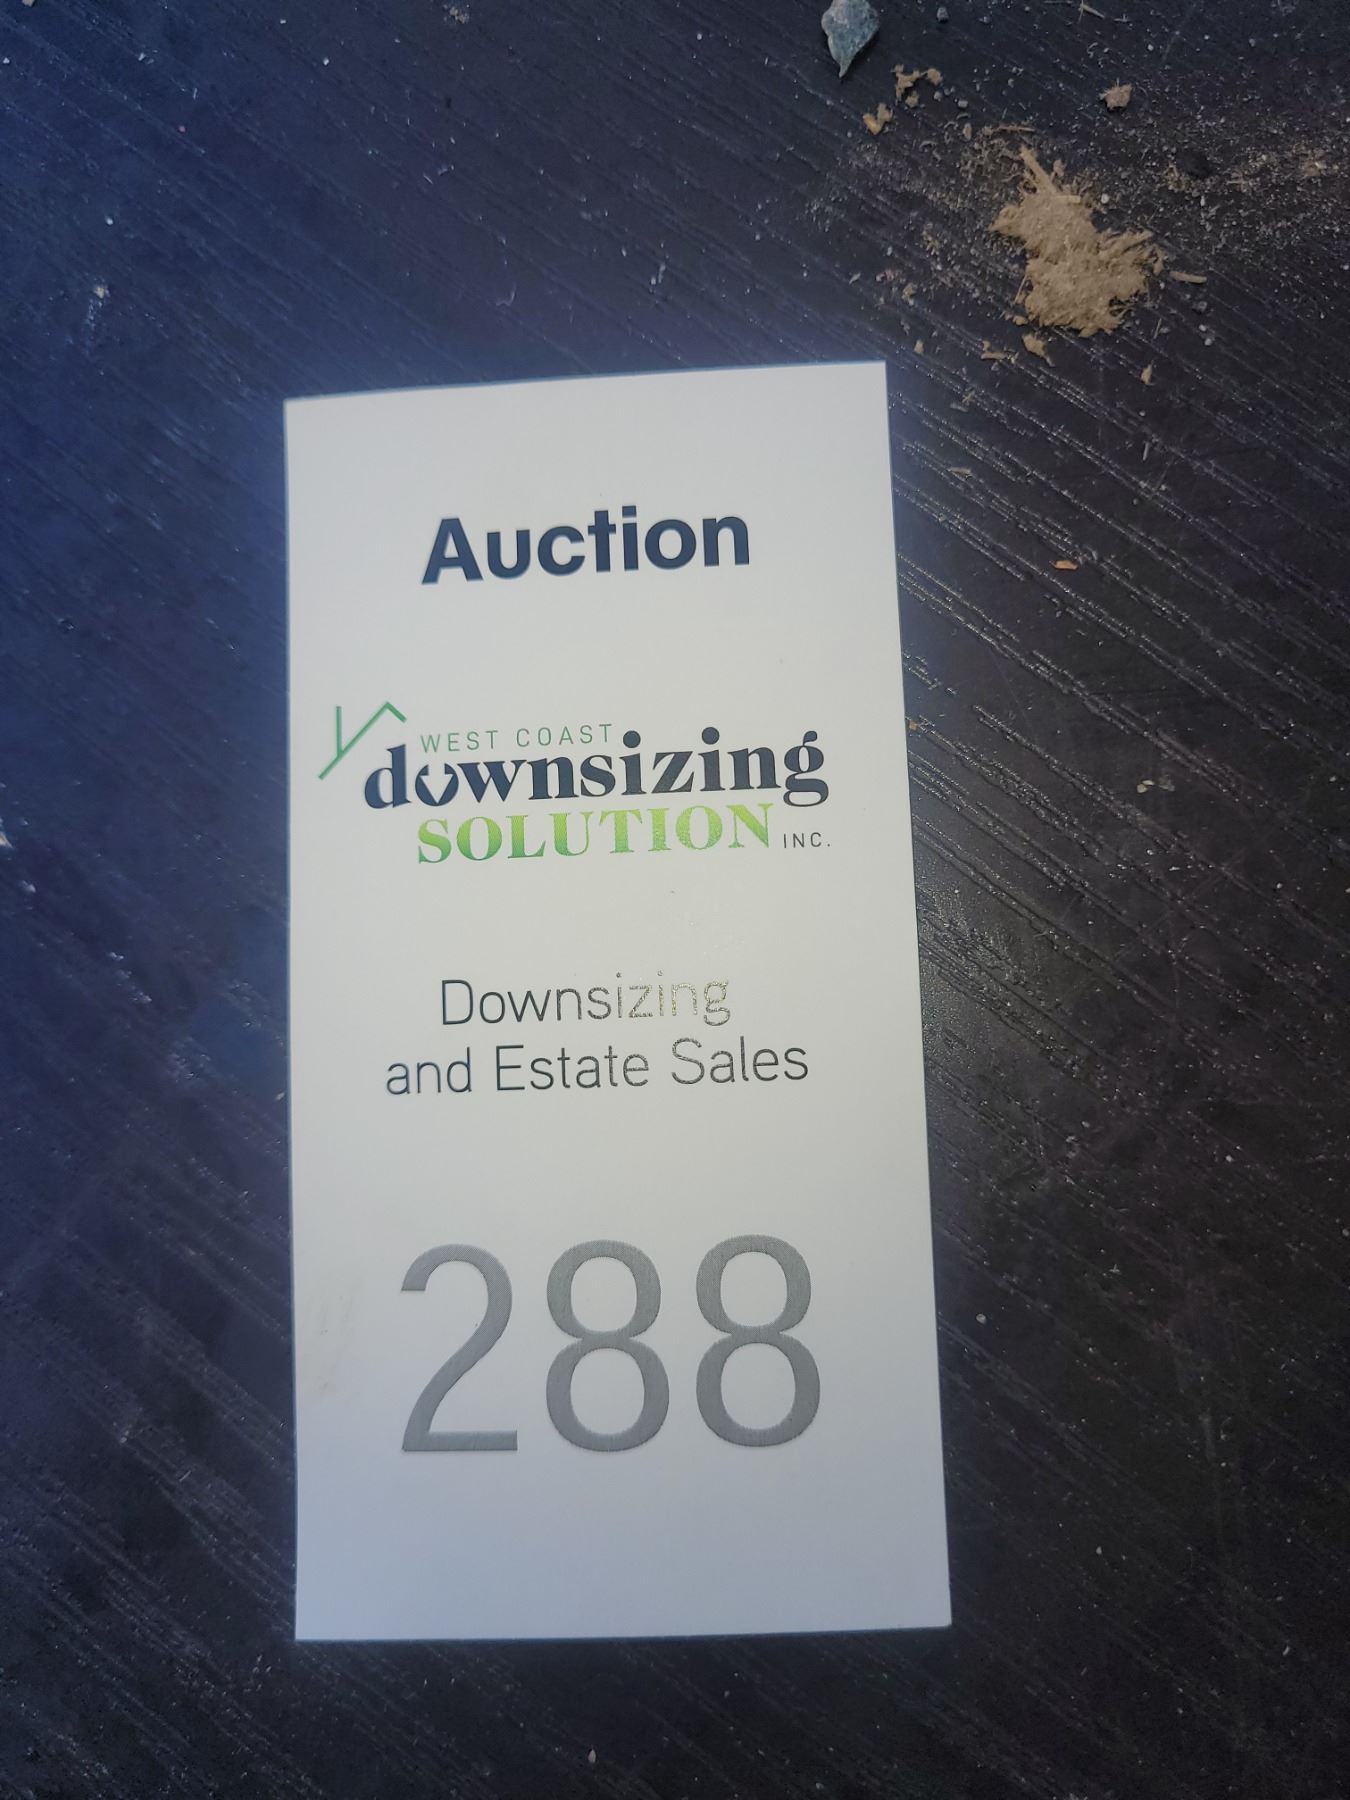 Auction
WEST COAST
downsizing
SOLUTION INC.
Downsizing
and Estate Sales
288